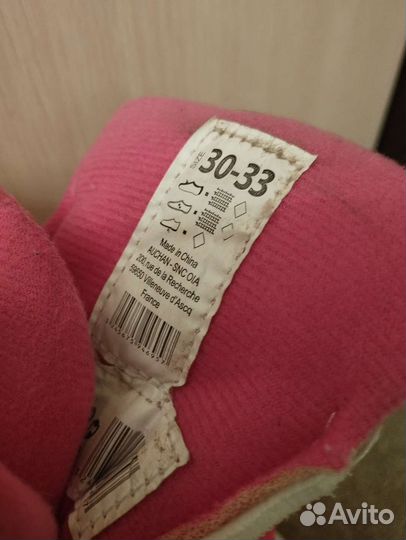 SIZE 30-33
Made in China
AUCHAN - SNC OIA
200, rue de la Recherche
59650 Villeneuve d'Ascq
France
Avito